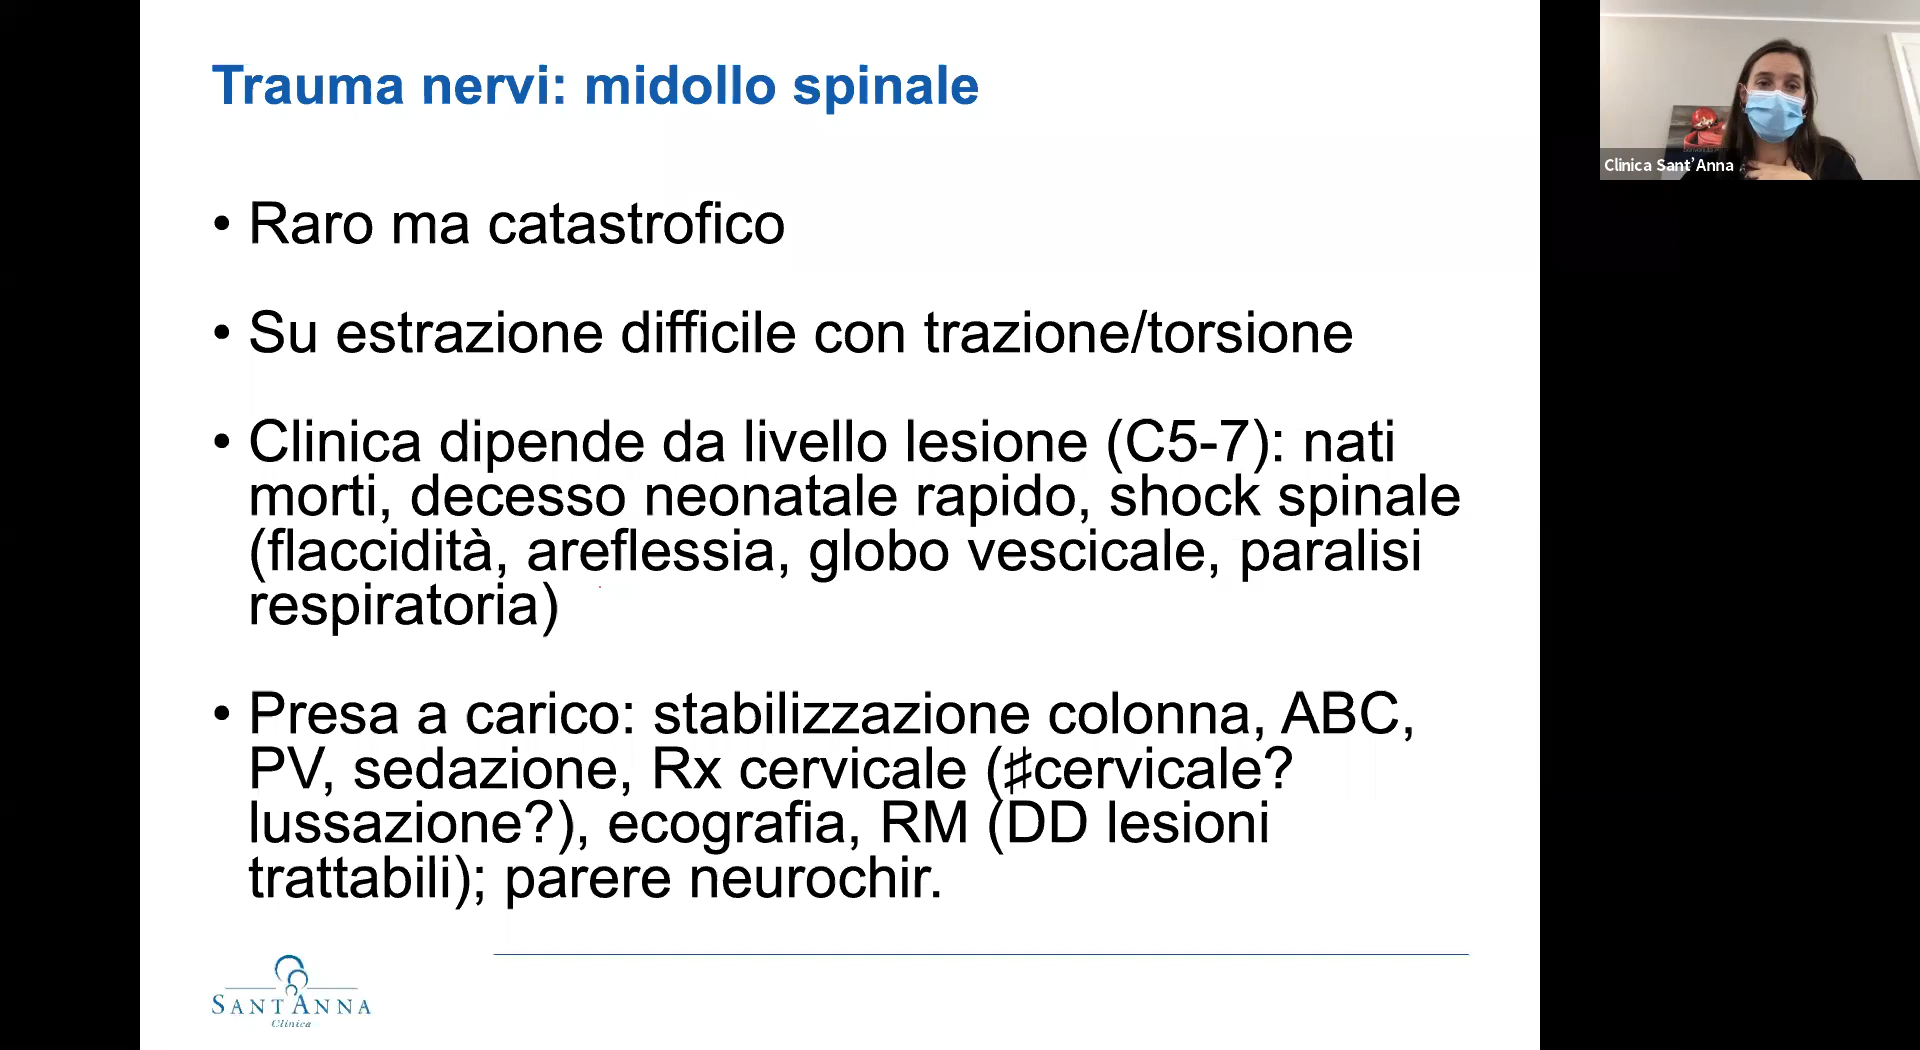 Trauma nervi: midollo spinale
• Raro ma catastrofico
• Su estrazione difficile con trazione/torsione
• Clinica dipende da livello lesione (C5-7): nati
morti, decesso neonatale rapido, shock spinale
(flaccidità, areflessia, globo vescicale, paralisi
respiratoria)
• Presa a carico: stabilizzazione colonna, ABC,
PV, sedazione, Rx cervicale (♯cervicale?
lussazione?), ecografia, RM (DD lesioni
trattabili); parere neurochir.
SANT'ANNA
Clinica
Clinica Sant'Anna